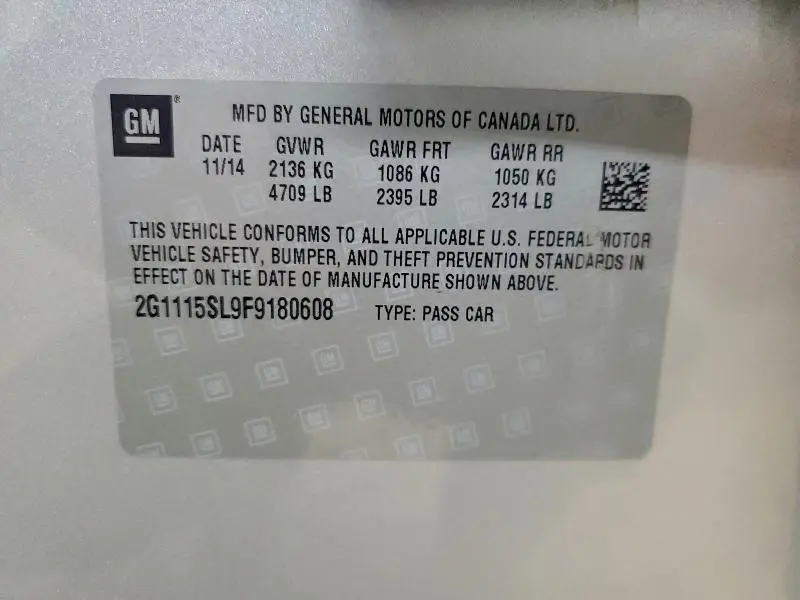 GM®
MFD BY GENERAL MOTORS OF CANADA LTD.
DATE GVWR GAWR FRT GAWR RR
11/14 2136 KG 1086 KG 1050 KG
4709 LB 2395 LB 2314 LB
THIS VEHICLE CONFORMS TO ALL APPLICABLE U.S. FEDERAL MOTOR
VEHICLE SAFETY, BUMPER, AND THEFT PREVENTION STANDARDS IN
EFFECT ON THE DATE OF MANUFACTURE SHOWN ABOVE.
2G1115SL9F9180608 TYPE: PASS CAR